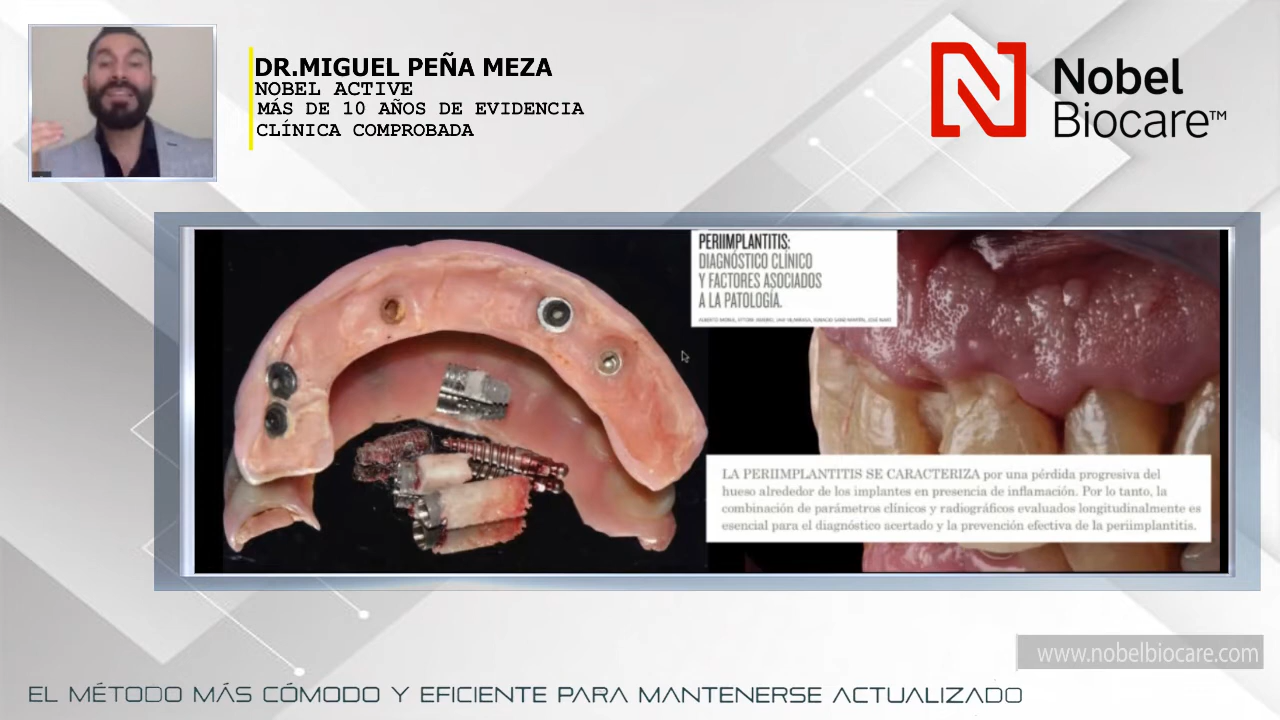 DR.MIGUEL PEÑA MEZA
NOBEL ACTIVE
MÁS DE 10 AÑOS DE EVIDENCIA
CLÍNICA COMPROBADA
Nobel
Biocare™
PERIIMPLANTITIS:
DIAGNÓSTICO CLÍNICO
Y FACTORES ASOCIADOS
A LA PATOLOGÍA.
LA PERIIMPLANTITIS SE CARACTERIZA por una pérdida progresiva del
hueso alrededor de los implantes en presencia de inflamación. Por lo tanto, la
combinación de parámetros clínicos y radiográficos evaluados longitudinalmente es
esencial para el diagnóstico acertado y la prevención efectiva de la periimplantitis.
www.nobelbiocare.com
EL MÉTODO MÁS CÓMODO Y EFICIENTE PARA MANTENERSE ACTUALIZADO